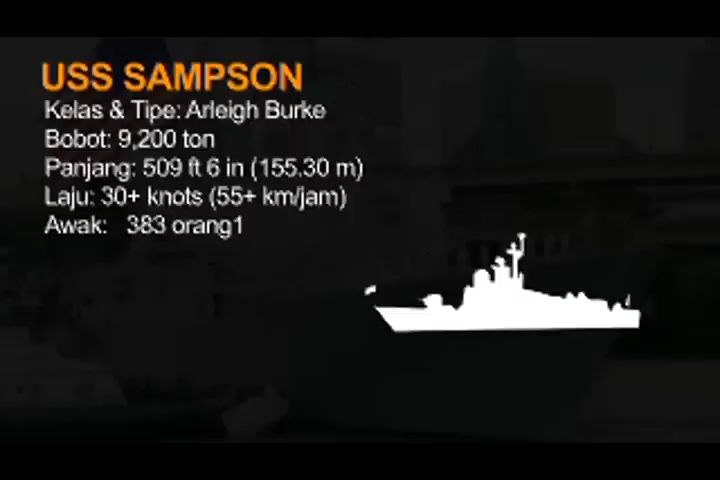 USS SAMPSON
Kelas & Tipe: Arleigh Burke
Bobot: 9,200 ton
Panjang: 509 ft 6 in (155.30 m)
Laju: 30+ knots (55+ km/jam)
Awak: 383 orang1